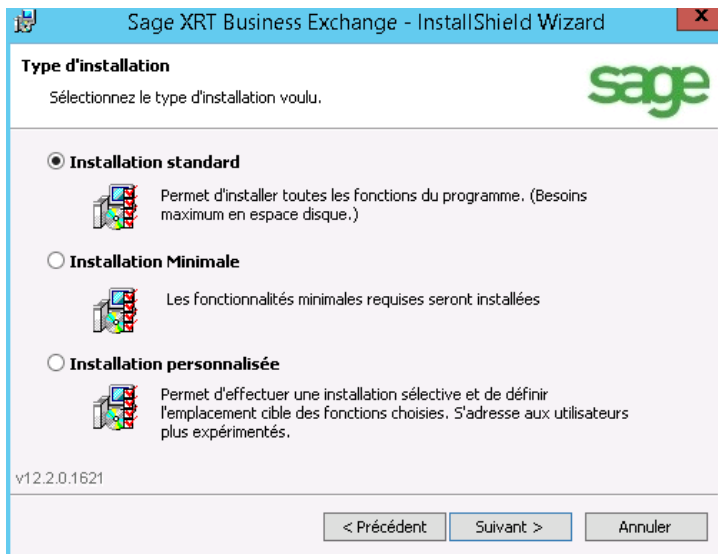 Sage XRT Business Exchange - InstallShield Wizard
x
Type d'installation
Sélectionnez le type d'installation voulu.
sage
Installation standard
Permet d'installer toutes les fonctions du programme. (Besoins
maximum en espace disque.)
Installation Minimale
Les fonctionnalités minimales requises seront installées
Installation personnalisée
Permet d'effectuer une installation sélective et de définir
l'emplacement cible des fonctions choisies. S'adresse aux utilisateurs
plus expérimentés.
v12.2.0.1621
< Précédent
Suivant >
Annuler